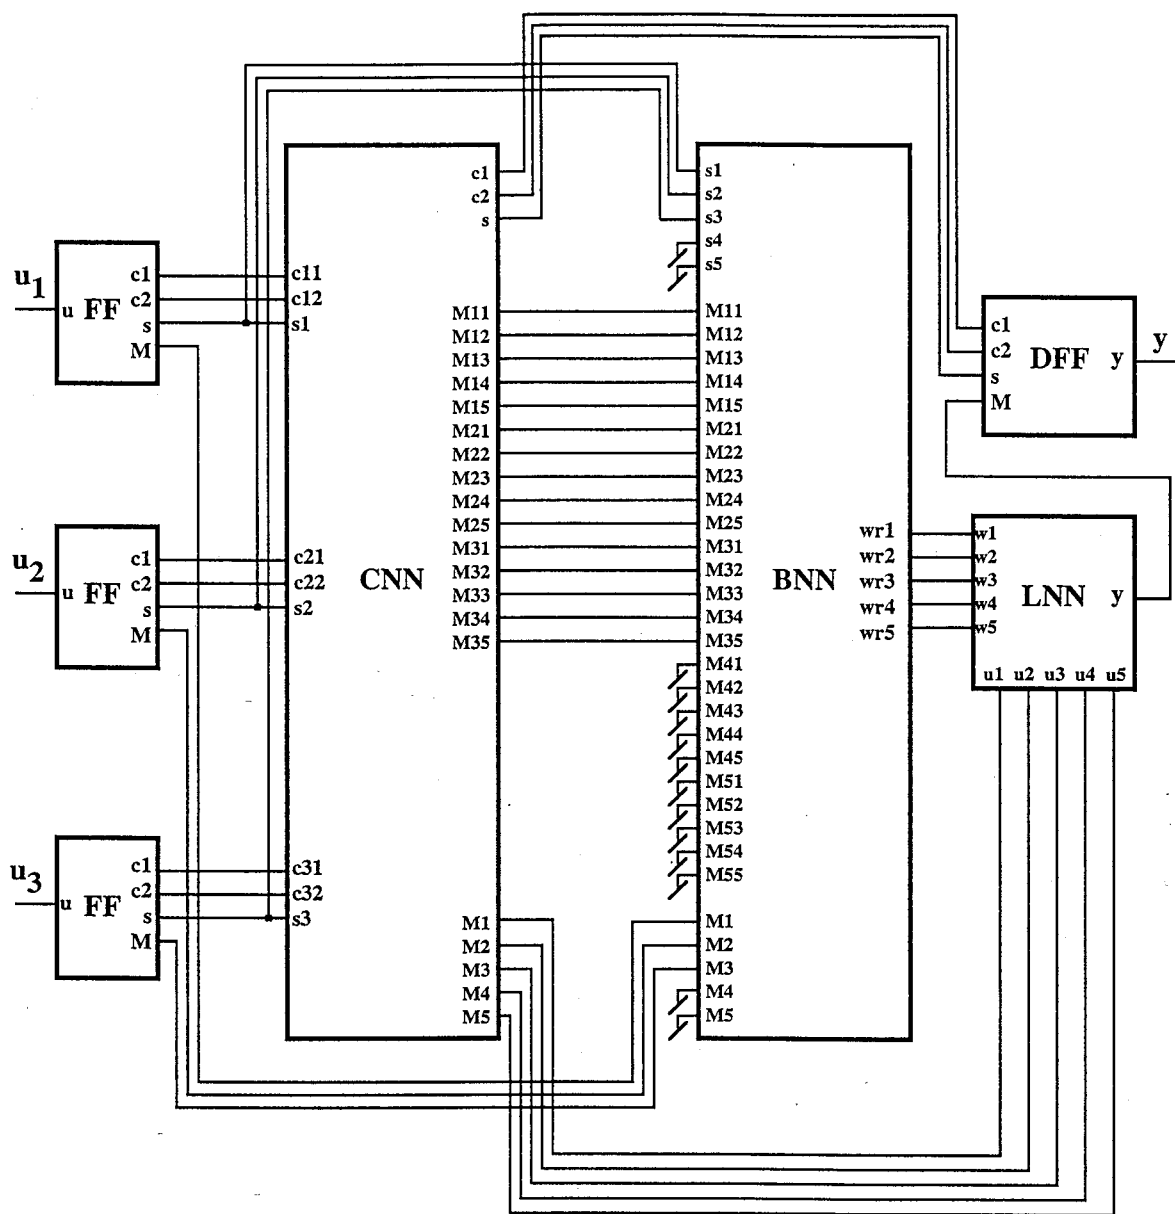 u1
u
FF
c1
c2
s
M
u2
u
FF
c1
c2
s
M
u3
u
FF
c1
c2
s
M
c11
c12
s1
c21
c22
s2
c31
c32
s3
CNN
c1
c2
s
M11
M12
M13
M14
M15
M21
M22
M23
M24
M25
M31
M32
M33
M34
M35
M1
M2
M3
M4
M5
s1
s2
s3
s4
s5
M11
M12
M13
M14
M15
M21
M22
M23
M24
M25
M31
M32
M33
M34
M35
M41
M42
M43
M44
M45
M51
M52
M53
M54
M55
M1
M2
M3
M4
M5
BNN
wr1
wr2
wr3
wr4
wr5
c1
c2
s
M
DFF
y
y
w1
w2
w3
w4
w5
LNN
y
u1 u2 u3 u4 u5